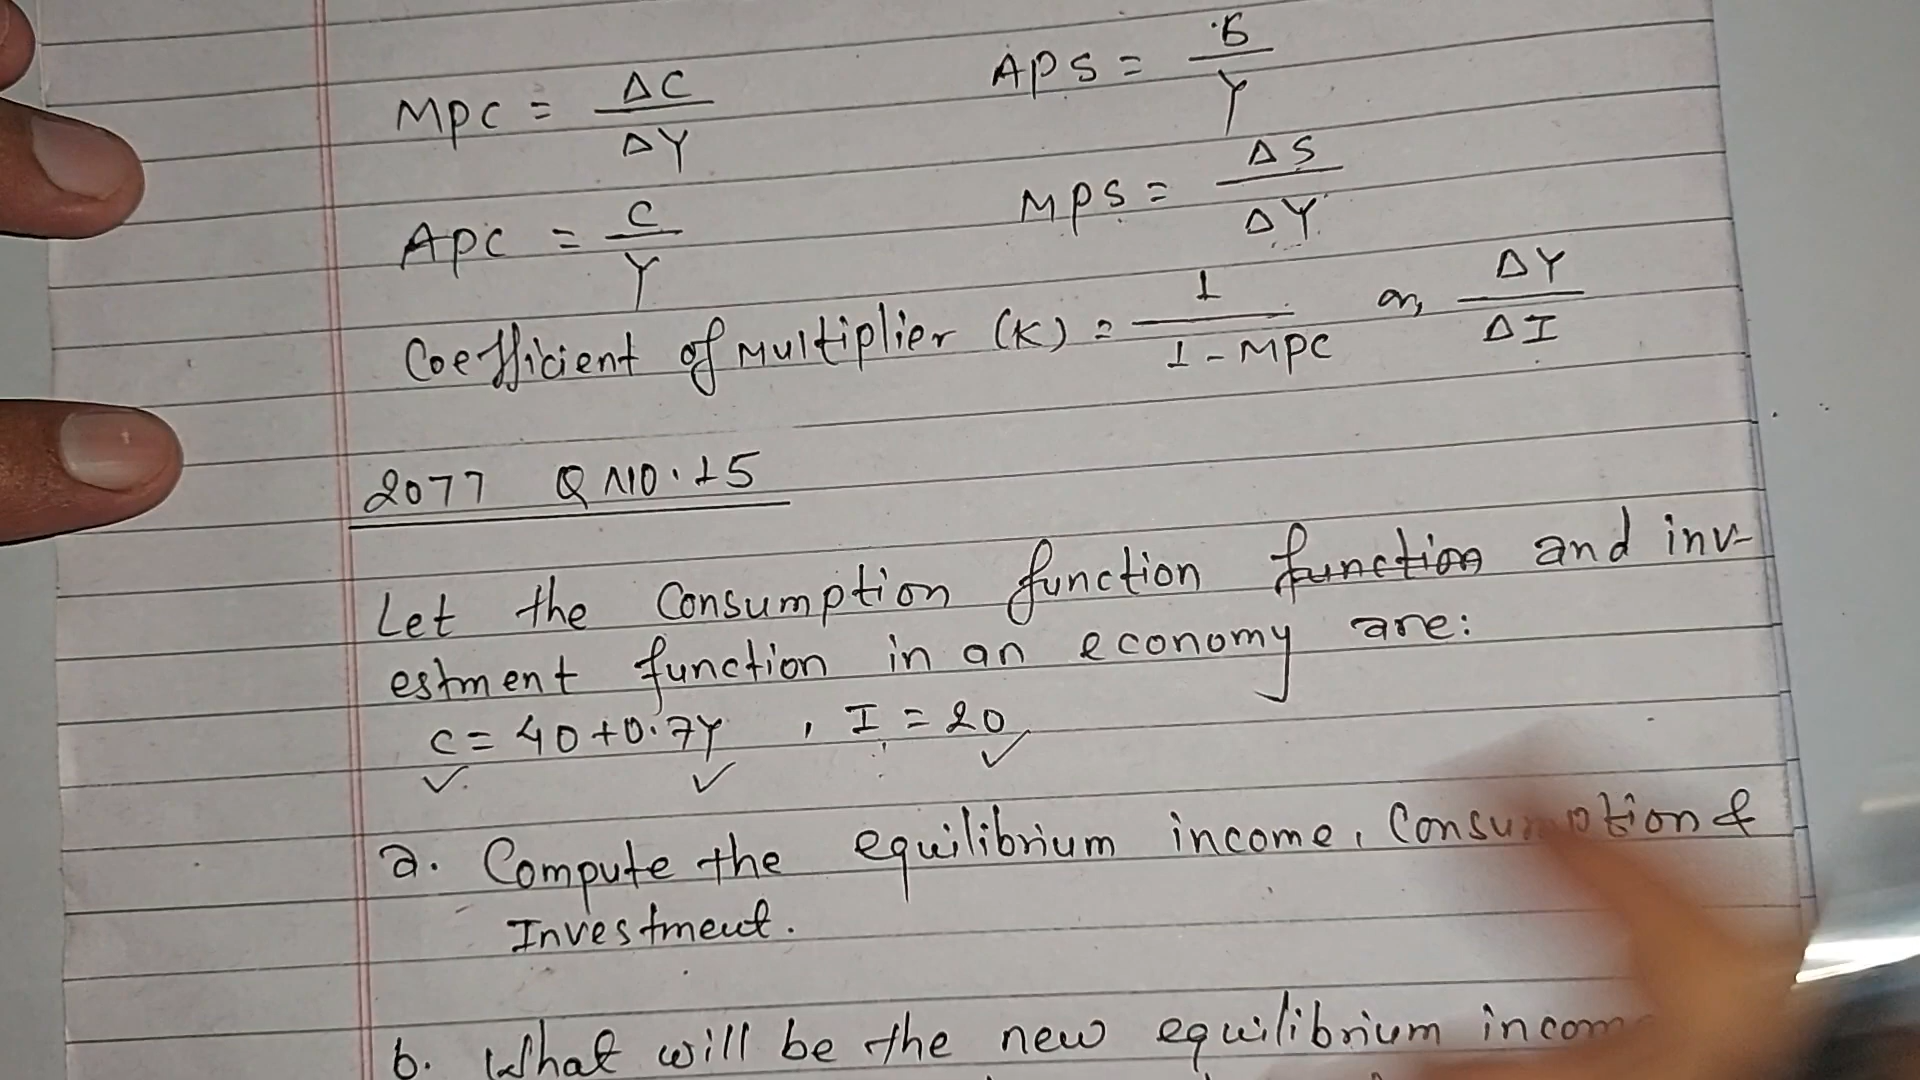 MPC = ΔC / ΔY
APS = S / Y
APC = C / Y
MPS = ΔS / ΔY
Coefficient of Multiplier (K) = 1 / 1 - MPC or, ΔY / ΔI
2077 Q NO. 15
Let the Consumption function function and inv-
estment function in an economy are:
C = 40 + 0.7Y , I = 20
a. Compute the equilibrium income, Consumption &
Investment.
b. What will be the new equilibrium